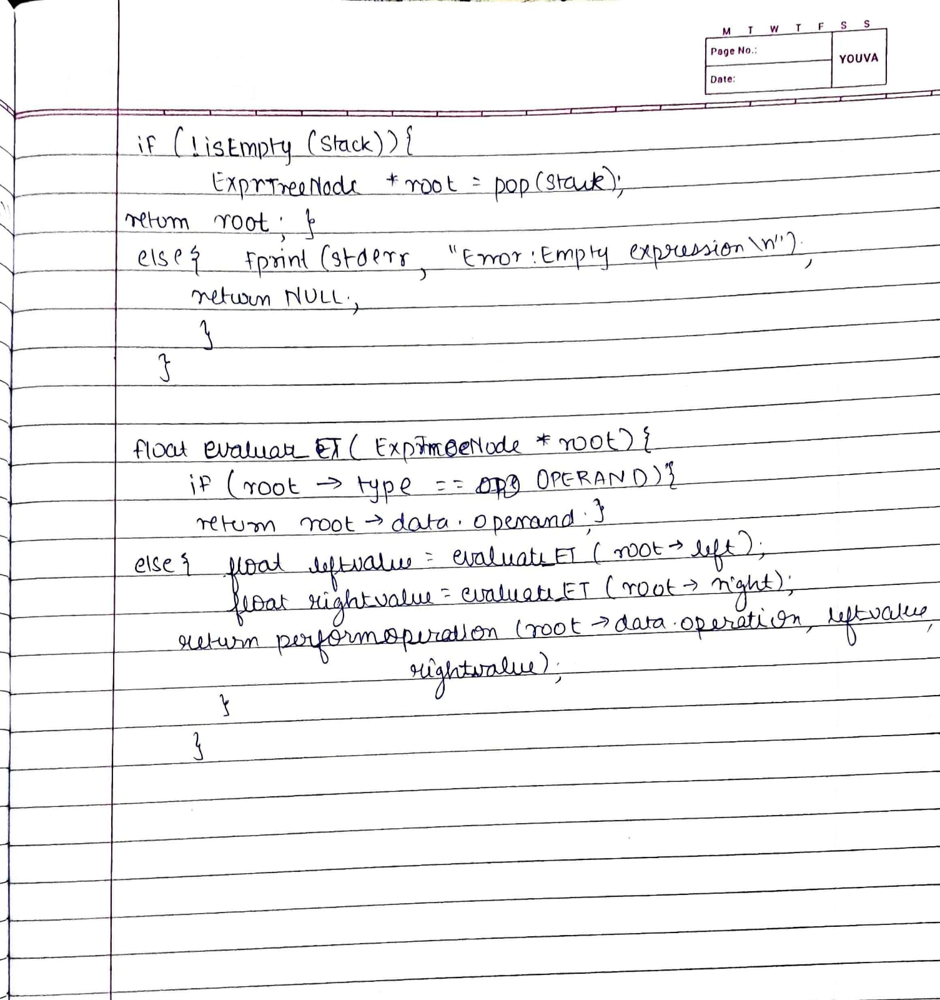 M T W T F S S
Page No.:
YOUVA
Date:
if (!isEmpty (Stack)) {
ExprTreeNode * root = pop (Stack);
return root; }
else { fprint (stderr, "Error: Empty expression \n");
return NULL;
}
}
float evaluate_ET ( ExprTreeNode * root) {
if (root → type == OPERAND) {
return root → data . operand; }
else { float leftvalue = evaluate_ET ( root → left );
float rightvalue = evaluate_ET ( root → right );
return performoperation (root → data . operation, leftvalue,
rightvalue);
}
}